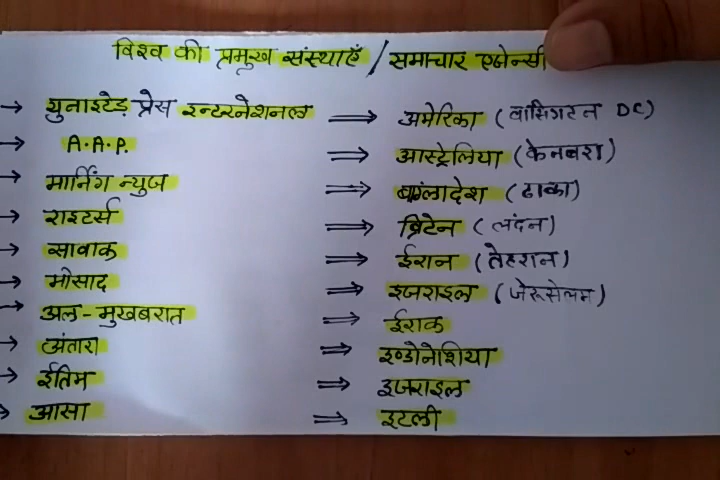 विश्व की प्रमुख संस्थाएँ / समाचार एजेन्सी
→ युनाइटेड़ प्रेस इन्टरनेशनल ⟹ अमेरिका (वाशिंगटन DC)
→ A.A.P. ⟹ आस्ट्रेलिया (केनबरा)
→ मार्निंग न्युज ⟹ बांग्लादेश (ढाका)
→ राइटर्स ⟹ ब्रिटेन (लंदन)
→ सावाक ⟹ ईरान (तेहरान)
→ मोसाद ⟹ इजराइल (जेरूसेलम)
→ अल-मुखबरात ⟹ ईराक
→ अंतारा ⟹ इण्डोनेशिया
→ ईतिम ⟹ इजराइल
→ आसा ⟹ इटली